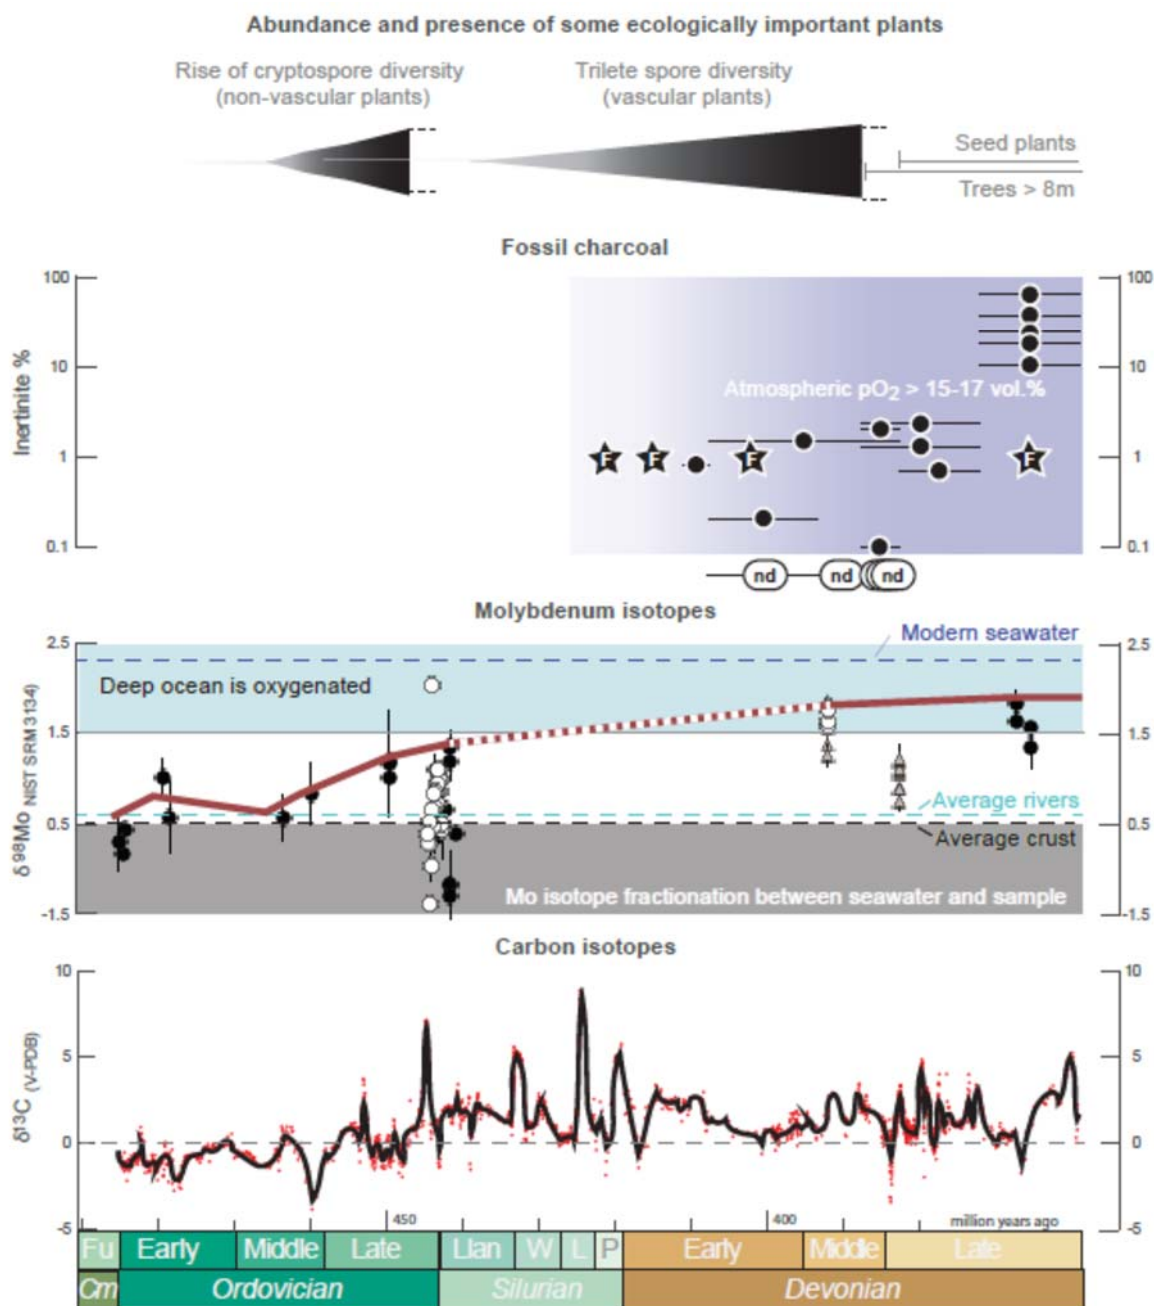 Abundance and presence of some ecologically important plants
Rise of cryptospore diversity
(non-vascular plants)
Trilete spore diversity
(vascular plants)
Seed plants
Trees > 8m
Fossil charcoal
Inertinite %
100
10
1
0.1
100
10
1
0.1
Atmospheric pO2 > 15-17 vol.%
F F F F
nd nd nd
Molybdenum isotopes
δ98Mo NIST SRM3134)
2.5
1.5
0.5
-1.5
2.5
1.5
0.5
-1.5
Modern seawater
Deep ocean is oxygenated
Average rivers
Average crust
Mo isotope fractionation between seawater and sample
Carbon isotopes
δ13C (V-PDB)
10
5
0
-5
10
5
0
-5
450
400
million years ago
Fu Early Middle Late Llan W L P Early Middle Late
Cm Ordovician Silurian Devonian